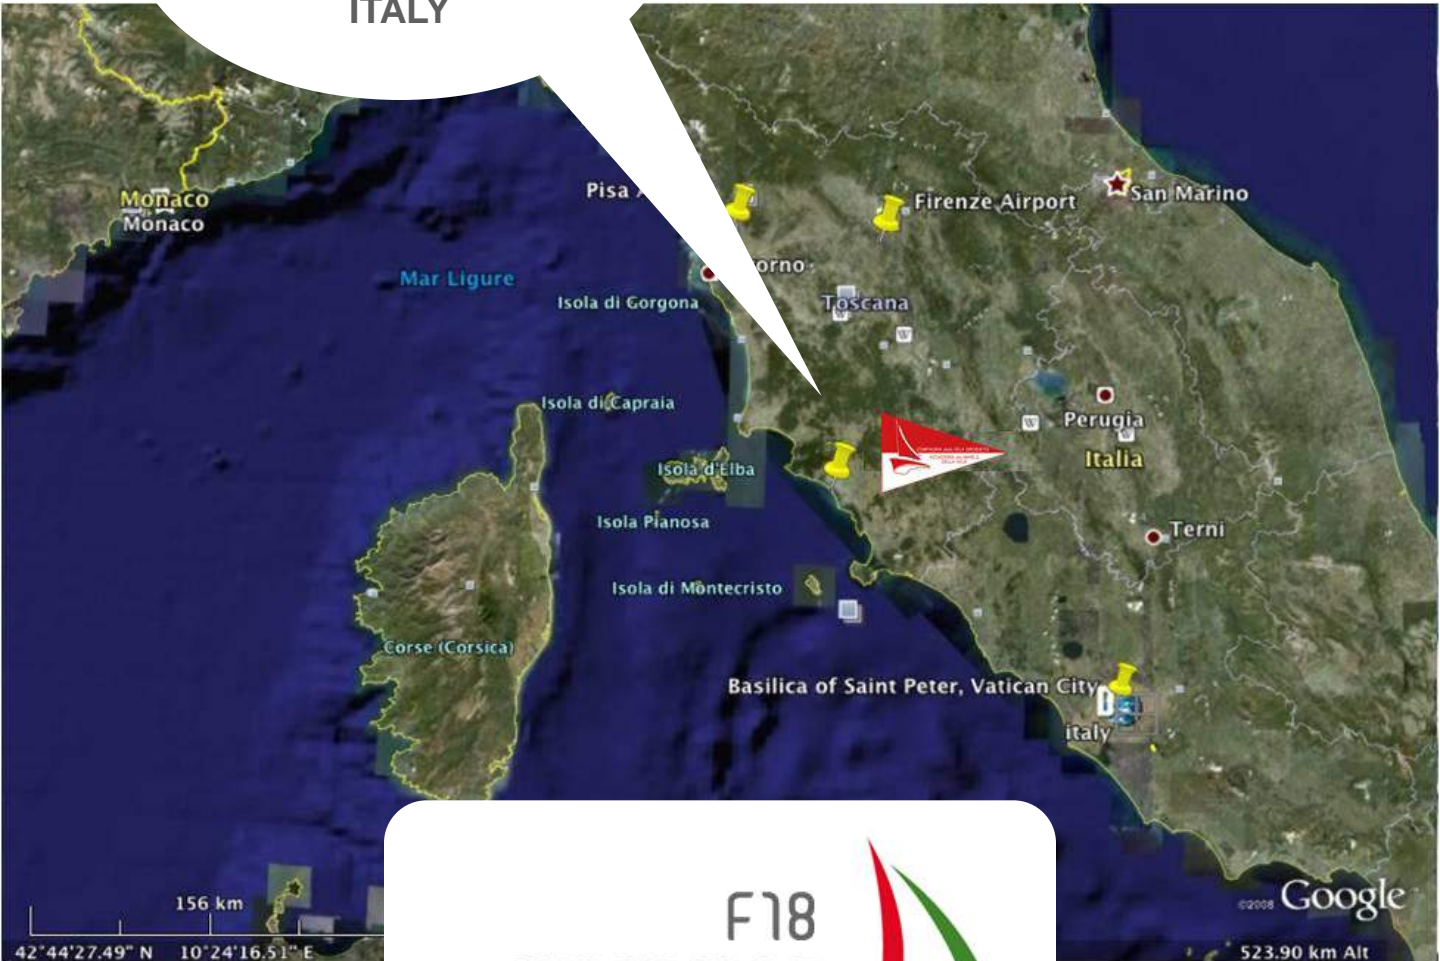 ITALY
Monaco
Monaco
Pisa
Firenze Airport
San Marino
Mar Ligure
orno
Isola di Gorgona
Toscana
Isola di Capraia
Perugia
Italia
Isola d'Elba
Isola Pianosa
Terni
Isola di Montecristo
Corse (Corsica)
Basilica of Saint Peter, Vatican City
italy
156 km
F18
©2008 Google
42°44'27.49" N 10°24'16.51" E
523.90 km Alt